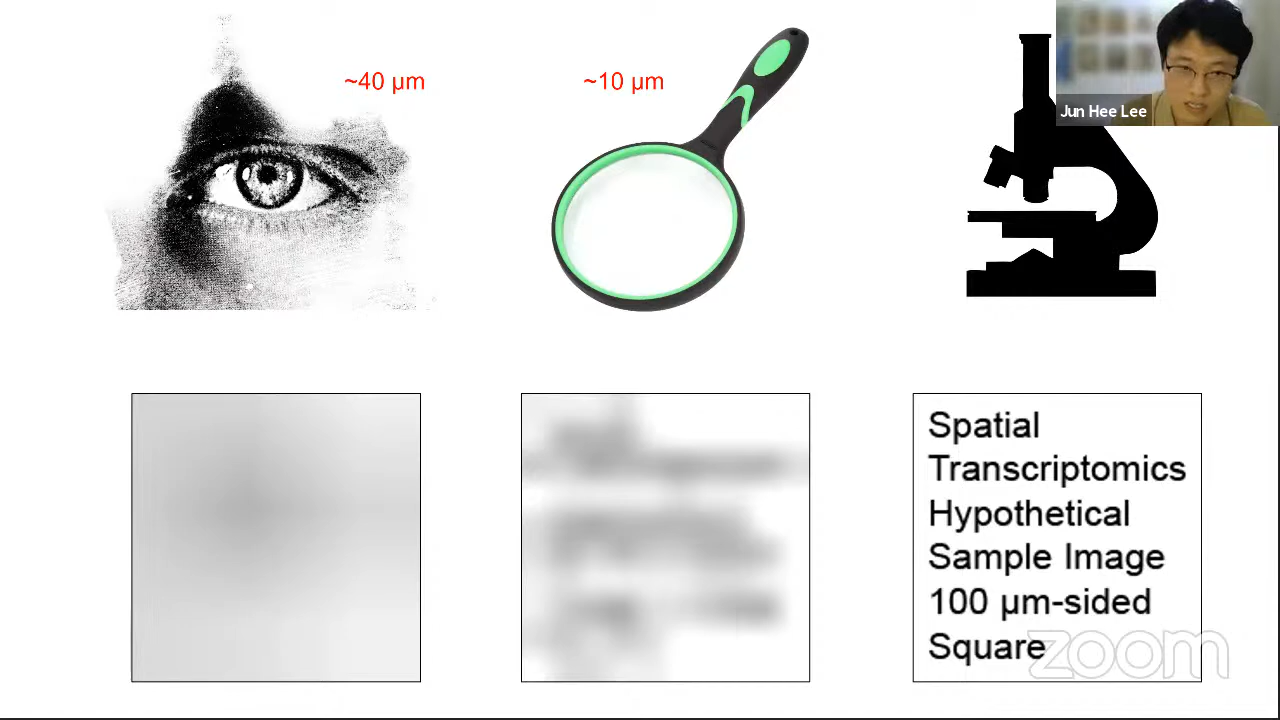 ~40 µm
~10 µm
Jun Hee Lee
Spatial
Transcriptomics
Hypothetical
Sample Image
100 µm-sided
Square
zoom